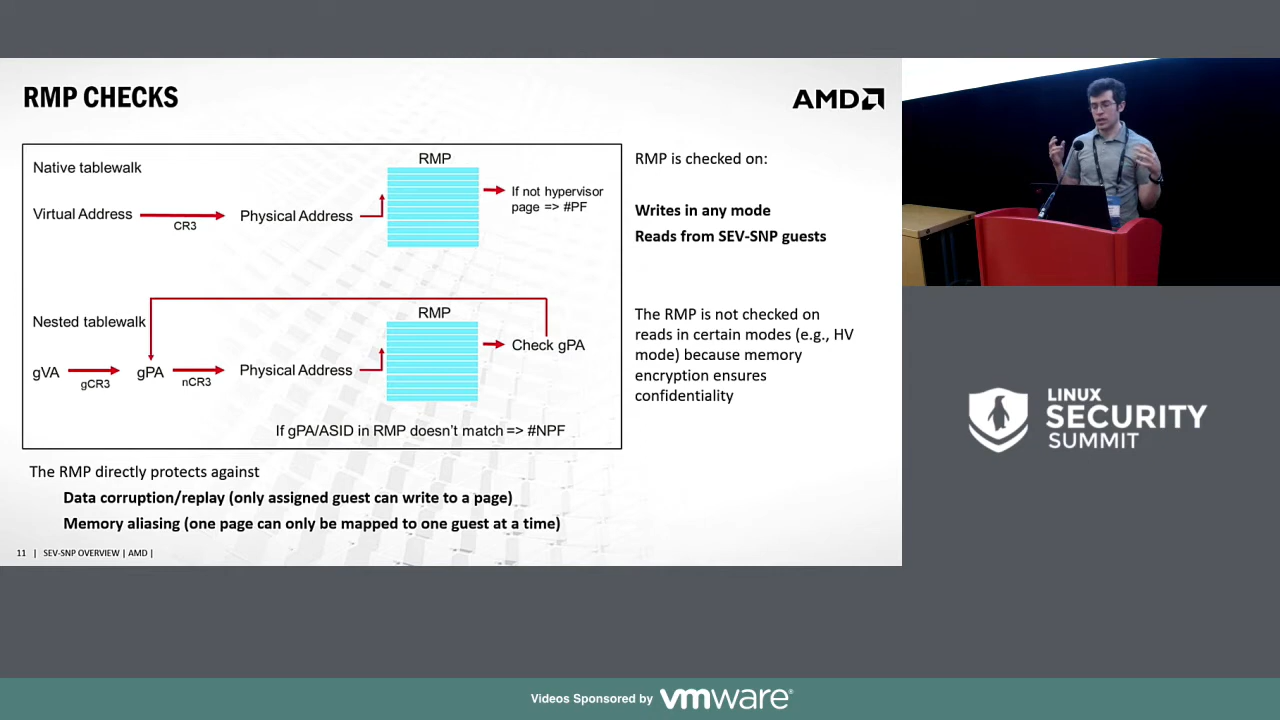 RMP CHECKS
AMD
Native tablewalk
Virtual Address
CR3
Physical Address
RMP
If not hypervisor
page => #PF
Nested tablewalk
gVA
gCR3
gPA
nCR3
Physical Address
RMP
Check gPA
If gPA/ASID in RMP doesn't match => #NPF
RMP is checked on:
Writes in any mode
Reads from SEV-SNP guests
The RMP is not checked on
reads in certain modes (e.g., HV
mode) because memory
encryption ensures
confidentiality
The RMP directly protects against
Data corruption/replay (only assigned guest can write to a page)
Memory aliasing (one page can only be mapped to one guest at a time)
11 | SEV-SNP OVERVIEW | AMD |
LINUX
SECURITY
SUMMIT
Videos Sponsored by vmware®